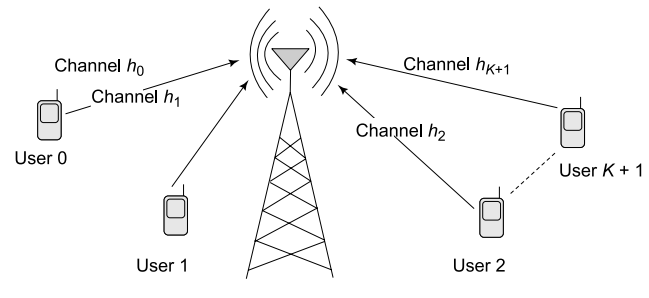 Channel h0
Channel h1
Channel hK+1
Channel h2
User 0
User K + 1
User 1
User 2